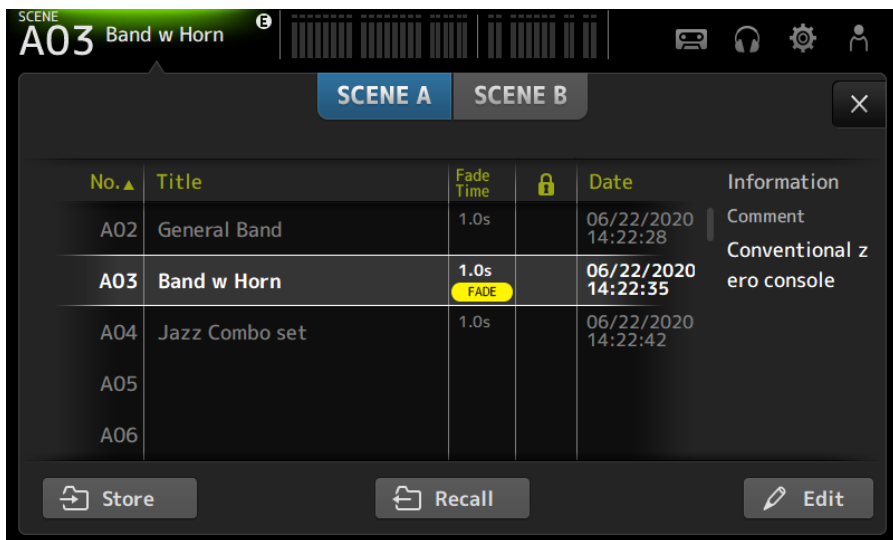 SCENE
A03 Band w Horn E
SCENE A SCENE B
No.▲ Title Fade Time Date Information
A02 General Band 1.0s 06/22/2020 14:22:28 Comment
Conventional z
ero console
A03 Band w Horn 1.0s FADE 06/22/2020 14:22:35
A04 Jazz Combo set 1.0s 06/22/2020 14:22:42
A05
A06
Store Recall Edit